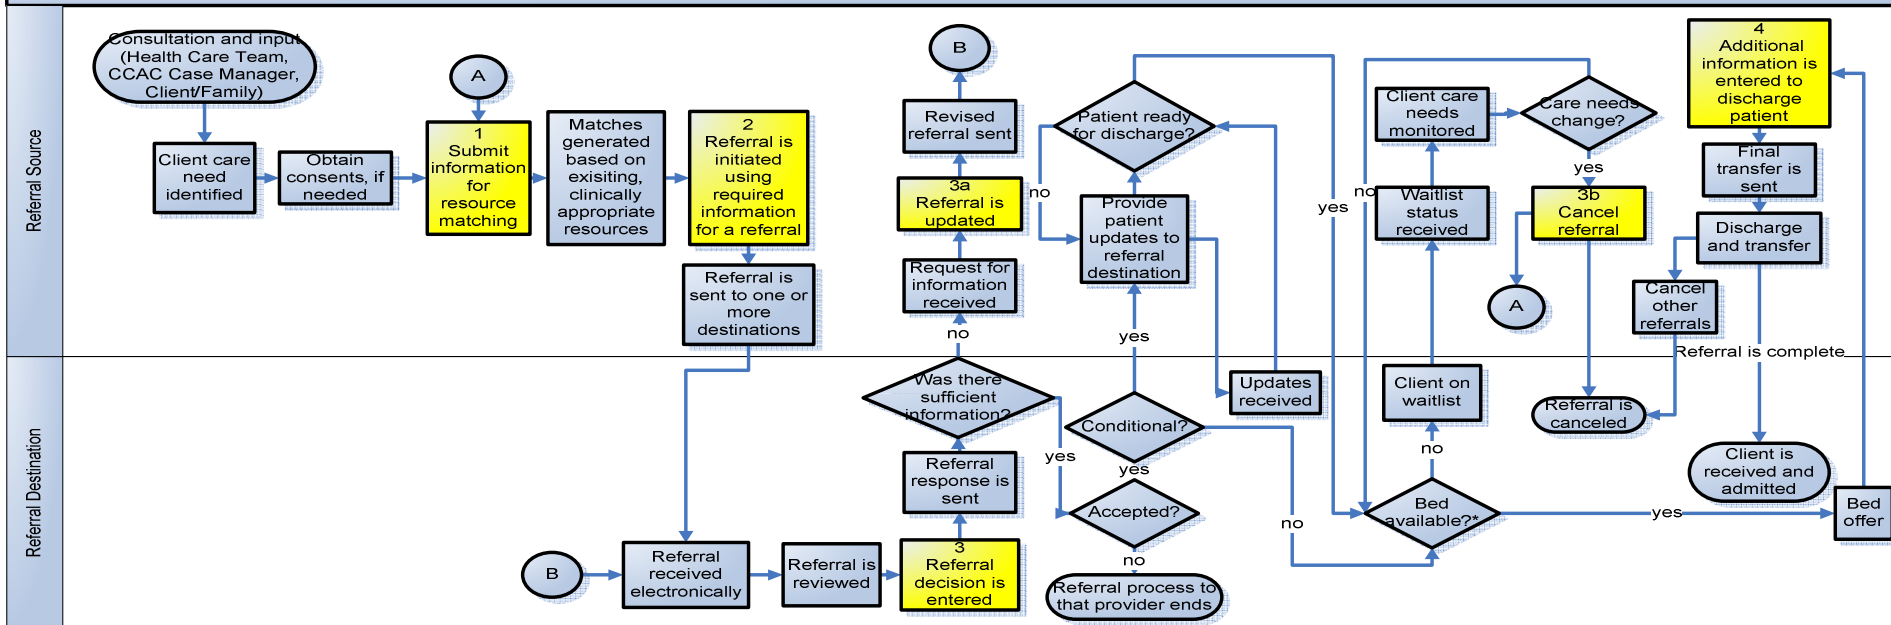 Referral Source
Consultation and input
(Health Care Team,
CCAC Case Manager,
Client/Family)
Client care
need
identified
Obtain
consents, if
needed
A
1
Submit
information
for
resource
matching
Matches
generated
based on
exisiting,
clinically
appropriate
resources
2
Referral is
initiated
using
required
information
for a referral
Referral is
sent to one or
more
destinations
B
Revised
referral sent
3a
Referral is
updated
Request for
information
received
no
Patient ready
for discharge?
no
Provide
patient
updates to
referral
destination
yes
yes
no
Client care
needs
monitored
Waitlist
status
received
Care needs
change?
yes
3b
Cancel
referral
A
4
Additional
information is
entered to
discharge
patient
Final
transfer is
sent
Discharge
and transfer
Cancel
other
referrals
Referral is complete
Referral Destination
B
Referral
received
electronically
Referral is
reviewed
3
Referral
decision is
entered
Referral
response is
sent
Was there
sufficient
information?
yes
Conditional?
yes
Accepted?
no
Referral process to
that provider ends
Updates
received
no
Client on
waitlist
no
Bed
available?*
yes
Referral is
canceled
Client is
received and
admitted
Bed
offer